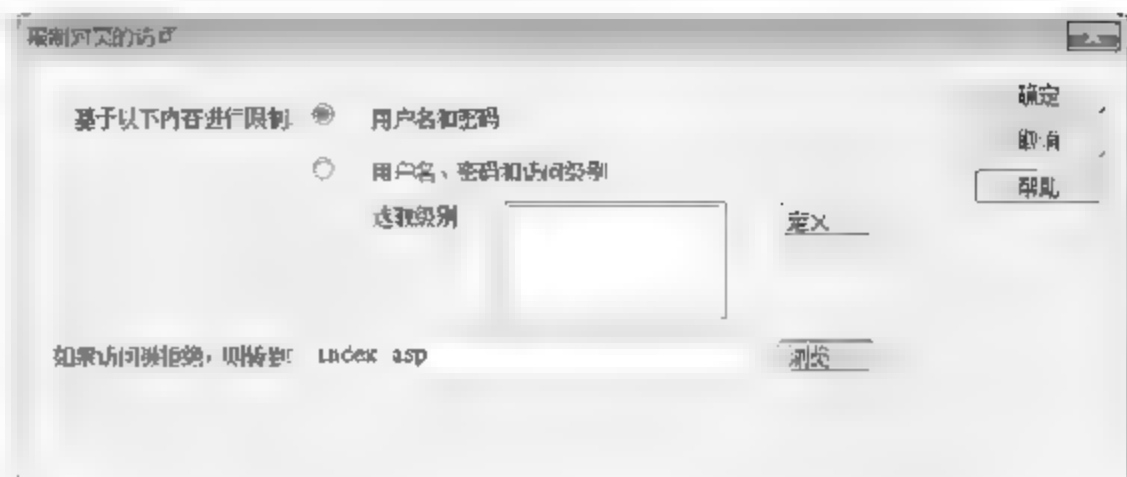 限制对页的访问
基于以下内容进行限制: 用户名和密码
用户名、密码和访问级别
选取级别 定义
如果访问被拒绝，则转到: index asp 浏览
确定
取消
帮助